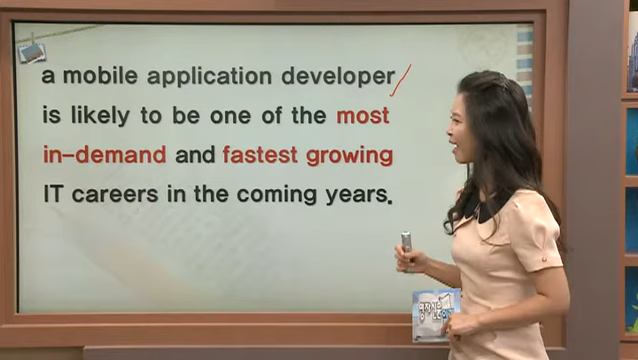 a mobile application developer
is likely to be one of the most
in-demand and fastest growing
IT careers in the coming years.